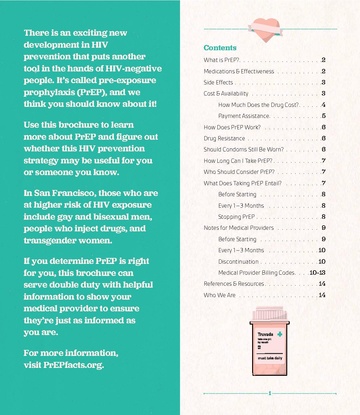 There is an exciting new
development in HIV
prevention that puts another
tool in the hands of HIV-negative
people. It's called pre-exposure
prophylaxis (PrEP), and we
think you should know about it!
Use this brochure to learn
more about PrEP and figure out
whether this HIV prevention
strategy may be useful for you
or someone you know.
In San Francisco, those who are
at higher risk of HIV exposure
include gay and bisexual men,
people who inject drugs, and
transgender women.
If you determine PrEP is right
for you, this brochure can
serve double duty with helpful
information to show your
medical provider to ensure
they're just as informed as
you are.
For more information,
visit PrEPfacts.org.
Contents
What is PrEP? 2
Medications & Effectiveness 2
Side Effects 3
Cost & Availability 3
How Much Does the Drug Cost? 4
Payment Assistance 5
How Does PrEP Work? 6
Drug Resistance 6
Should Condoms Still Be Worn? 6
How Long Can I Take PrEP? 7
Who Should Consider PrEP? 7
What Does Taking PrEP Entail? 7
Before Starting 8
Every 1–3 Months 8
Stopping PrEP 8
Notes for Medical Providers 9
Before Starting 9
Every 1–3 Months 10
Discontinuation 10
Medical Provider Billing Codes 10-13
References & Resources 14
Who We Are 14
Truvada
must take daily
1